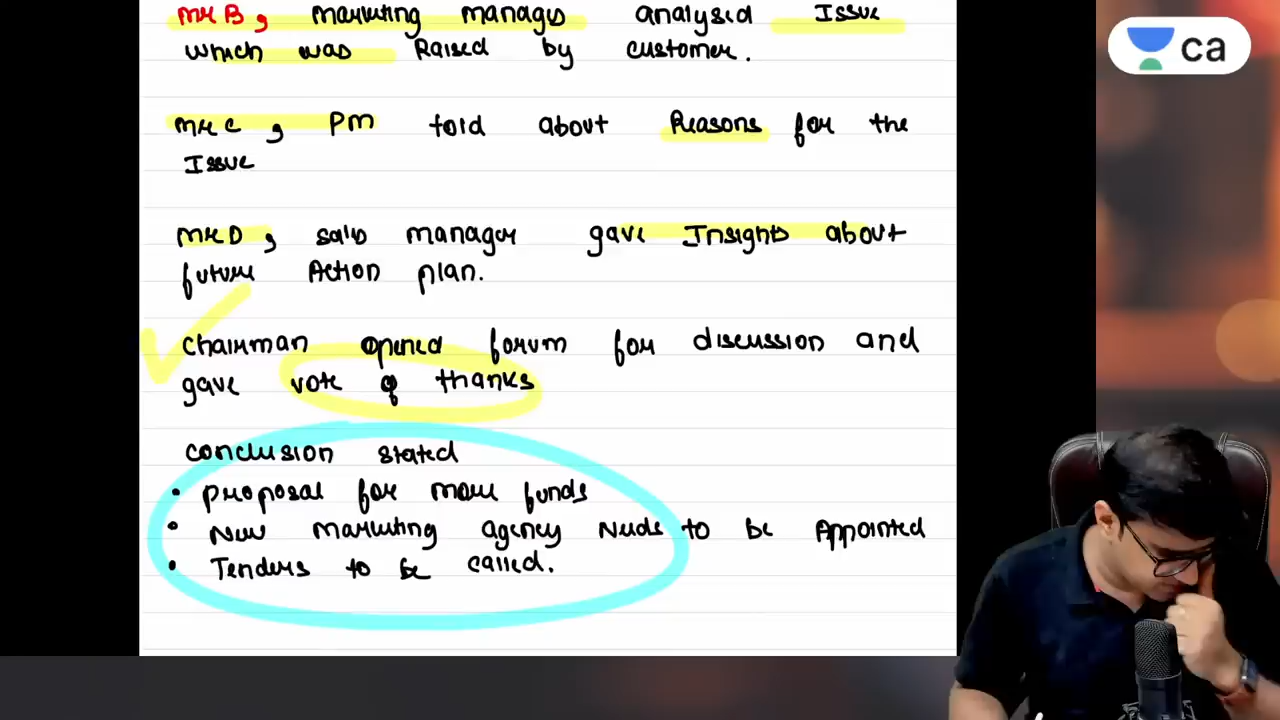 Mr B, marketing manager analysed Issue
which was Raised by customer.
Mr C, PM told about Reasons for the
Issue
Mr D, sales manager gave Insights about
future Action plan.
Chairman opened forum for discussion and
gave vote of thanks
conclusion stated
• proposal for more funds
• New marketing agency Needs to be Appointed
• Tenders to be called.
ca